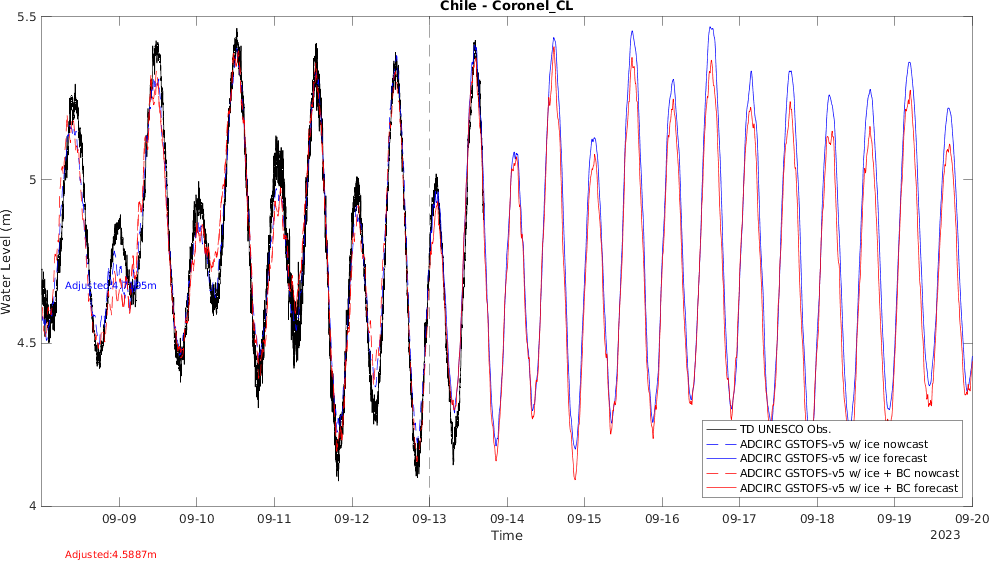 Chile - Coronel_CL
5.5
5
4.5
4
Water Level (m)
TD UNESCO Obs.
ADCIRC GSTOFS-v5 w/ ice nowcast
ADCIRC GSTOFS-v5 w/ ice forecast
ADCIRC GSTOFS-v5 w/ ice + BC nowcast
ADCIRC GSTOFS-v5 w/ ice + BC forecast
09-09 09-10 09-11 09-12 09-13 09-14 09-15 09-16 09-17 09-18 09-19 09-20
Time
2023
Adjusted:4.5887m